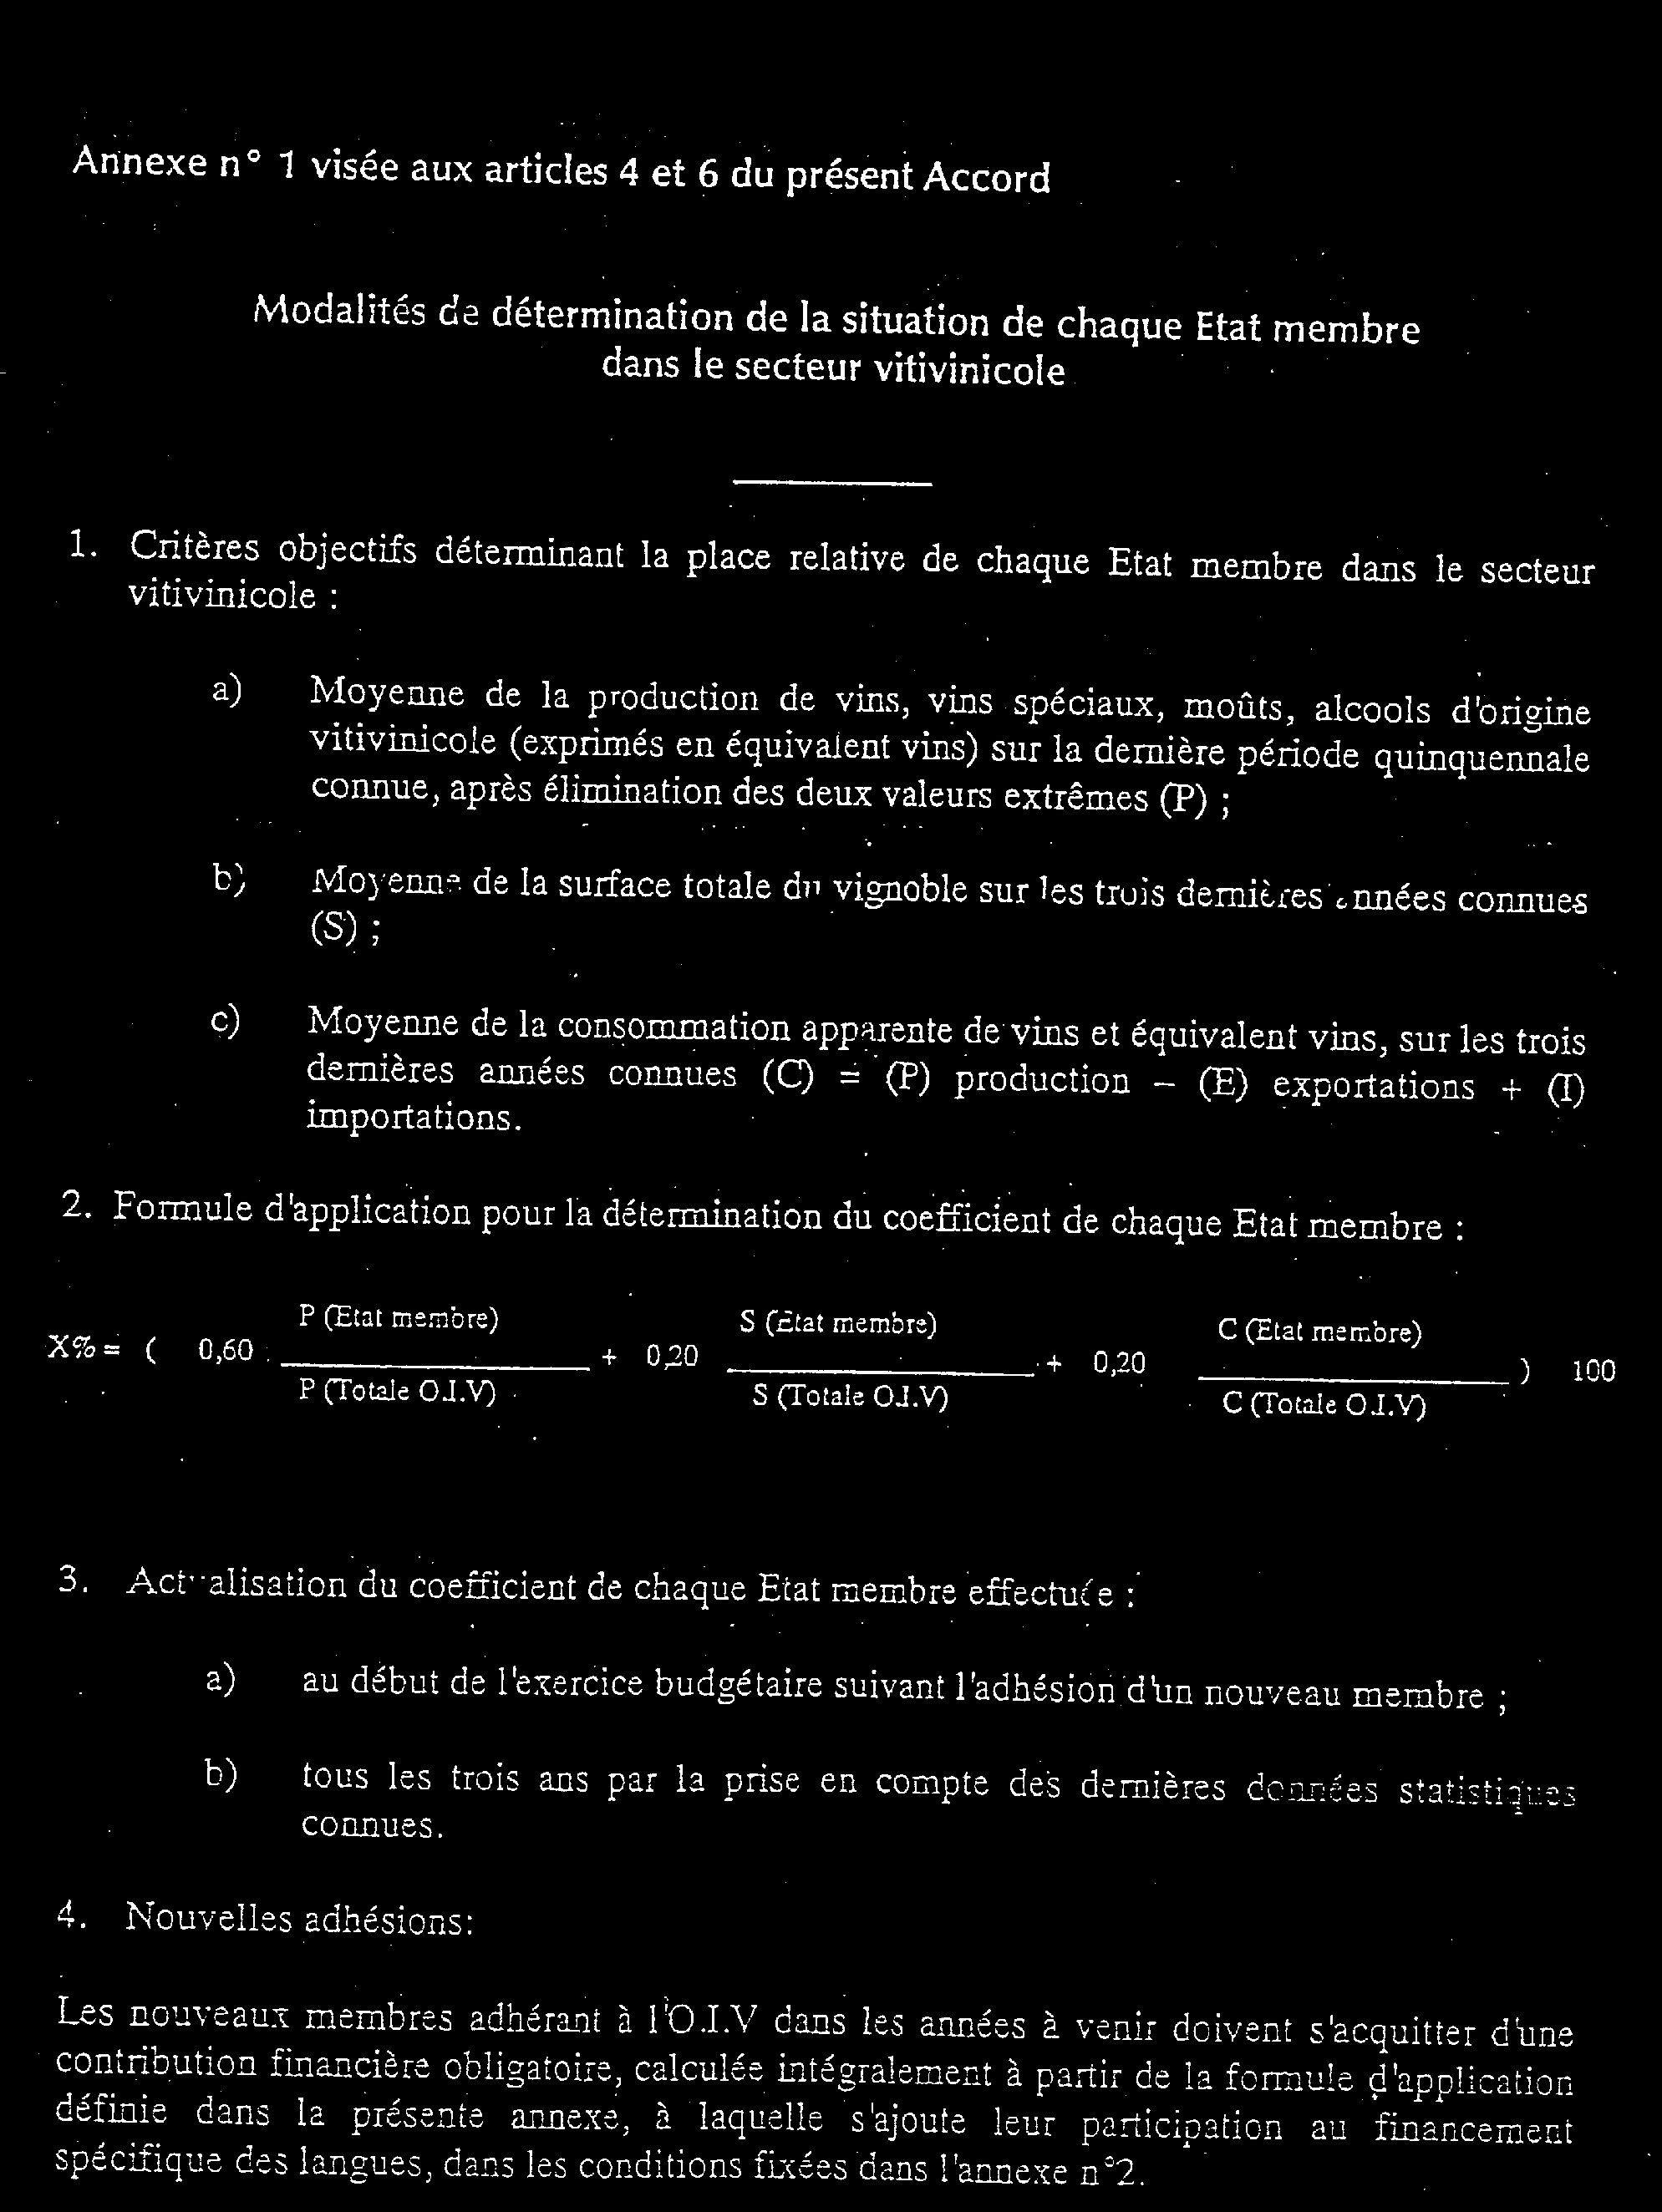 Annexe n° 1 visée aux articles 4 et 6 du présent Accord
Modalités de détermination de la situation de chaque Etat membre
dans le secteur vitivinicole
1. Critères objectifs déterminant la place relative de chaque Etat membre dans le secteur
vitivinicole :
a) Moyenne de la production de vins, vins spéciaux, moûts, alcools d'origine
vitivinicole (exprimés en équivalent vins) sur la dernière période quinquennale
connue, après élimination des deux valeurs extrêmes (P) ;
b) Moyenne de la surface totale du vignoble sur les trois dernières années connues
(S) ;
c) Moyenne de la consommation apparente de vins et équivalent vins, sur les trois
dernières années connues (C) = (P) production – (E) exportations + (I)
importations.
2. Formule d'application pour la détermination du coefficient de chaque Etat membre :
P (Etat membre) S (Etat membre) C (Etat membre)
X% = ( 0,60 + 0,20 + 0,20 ) 100
P (Totale O.I.V) S (Totale O.I.V) C (Totale O.I.V)
3. Actualisation du coefficient de chaque Etat membre effectuée :
a) au début de l'exercice budgétaire suivant l'adhésion d'un nouveau membre ;
b) tous les trois ans par la prise en compte des dernières données statistiques
connues.
4. Nouvelles adhésions:
Les nouveaux membres adhérant à l'O.I.V dans les années à venir doivent s'acquitter d'une
contribution financière obligatoire, calculée intégralement à partir de la formule d'application
définie dans la présente annexe, à laquelle s'ajoute leur participation au financement
spécifique des langues, dans les conditions fixées dans l'annexe n°2.